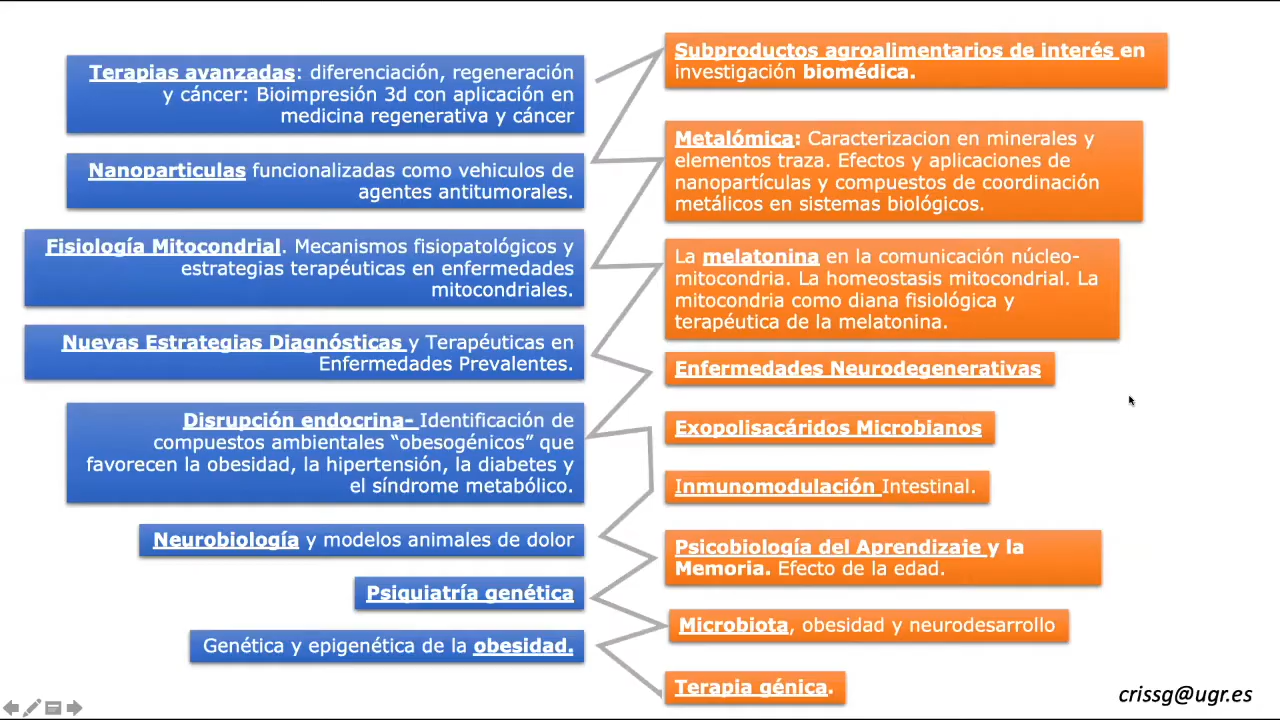 Terapias avanzadas: diferenciación, regeneración
y cáncer: Bioimpresión 3d con aplicación en
medicina regenerativa y cáncer
Nanoparticulas funcionalizadas como vehiculos de
agentes antitumorales.
Fisiología Mitocondrial. Mecanismos fisiopatológicos y
estrategias terapéuticas en enfermedades
mitocondriales.
Nuevas Estrategias Diagnósticas y Terapéuticas en
Enfermedades Prevalentes.
Disrupción endocrina- Identificación de
compuestos ambientales “obesogénicos” que
favorecen la obesidad, la hipertensión, la diabetes y
el síndrome metabólico.
Neurobiología y modelos animales de dolor
Psiquiatría genética
Genética y epigenética de la obesidad.
Subproductos agroalimentarios de interés en
investigación biomédica.
Metalómica: Caracterizacion en minerales y
elementos traza. Efectos y aplicaciones de
nanopartículas y compuestos de coordinación
metálicos en sistemas biológicos.
La melatonina en la comunicación núcleo-
mitocondria. La homeostasis mitocondrial. La
mitocondria como diana fisiológica y
terapéutica de la melatonina.
Enfermedades Neurodegenerativas
Exopolisacáridos Microbianos
Inmunomodulación Intestinal.
Psicobiología del Aprendizaje y la
Memoria. Efecto de la edad.
Microbiota, obesidad y neurodesarrollo
Terapia génica.
crissg@ugr.es